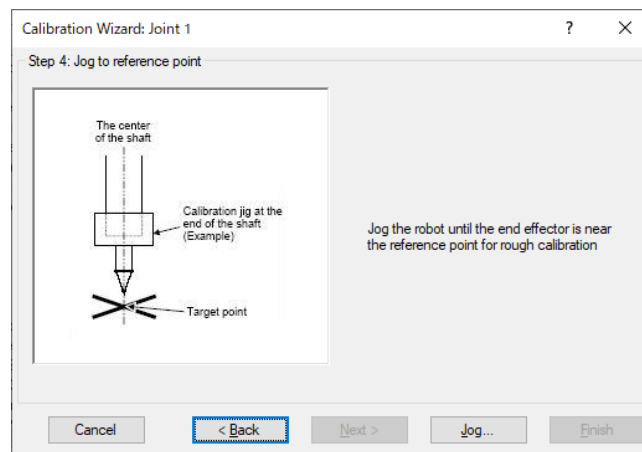 Calibration Wizard: Joint 1
?
Step 4: Jog to reference point
The center
of the shaft
Calibration jig at the
end of the shaft
(Example)
Target point
Jog the robot until the end effector is near
the reference point for rough calibration
Cancel
< Back
Next >
Jog...
Finish